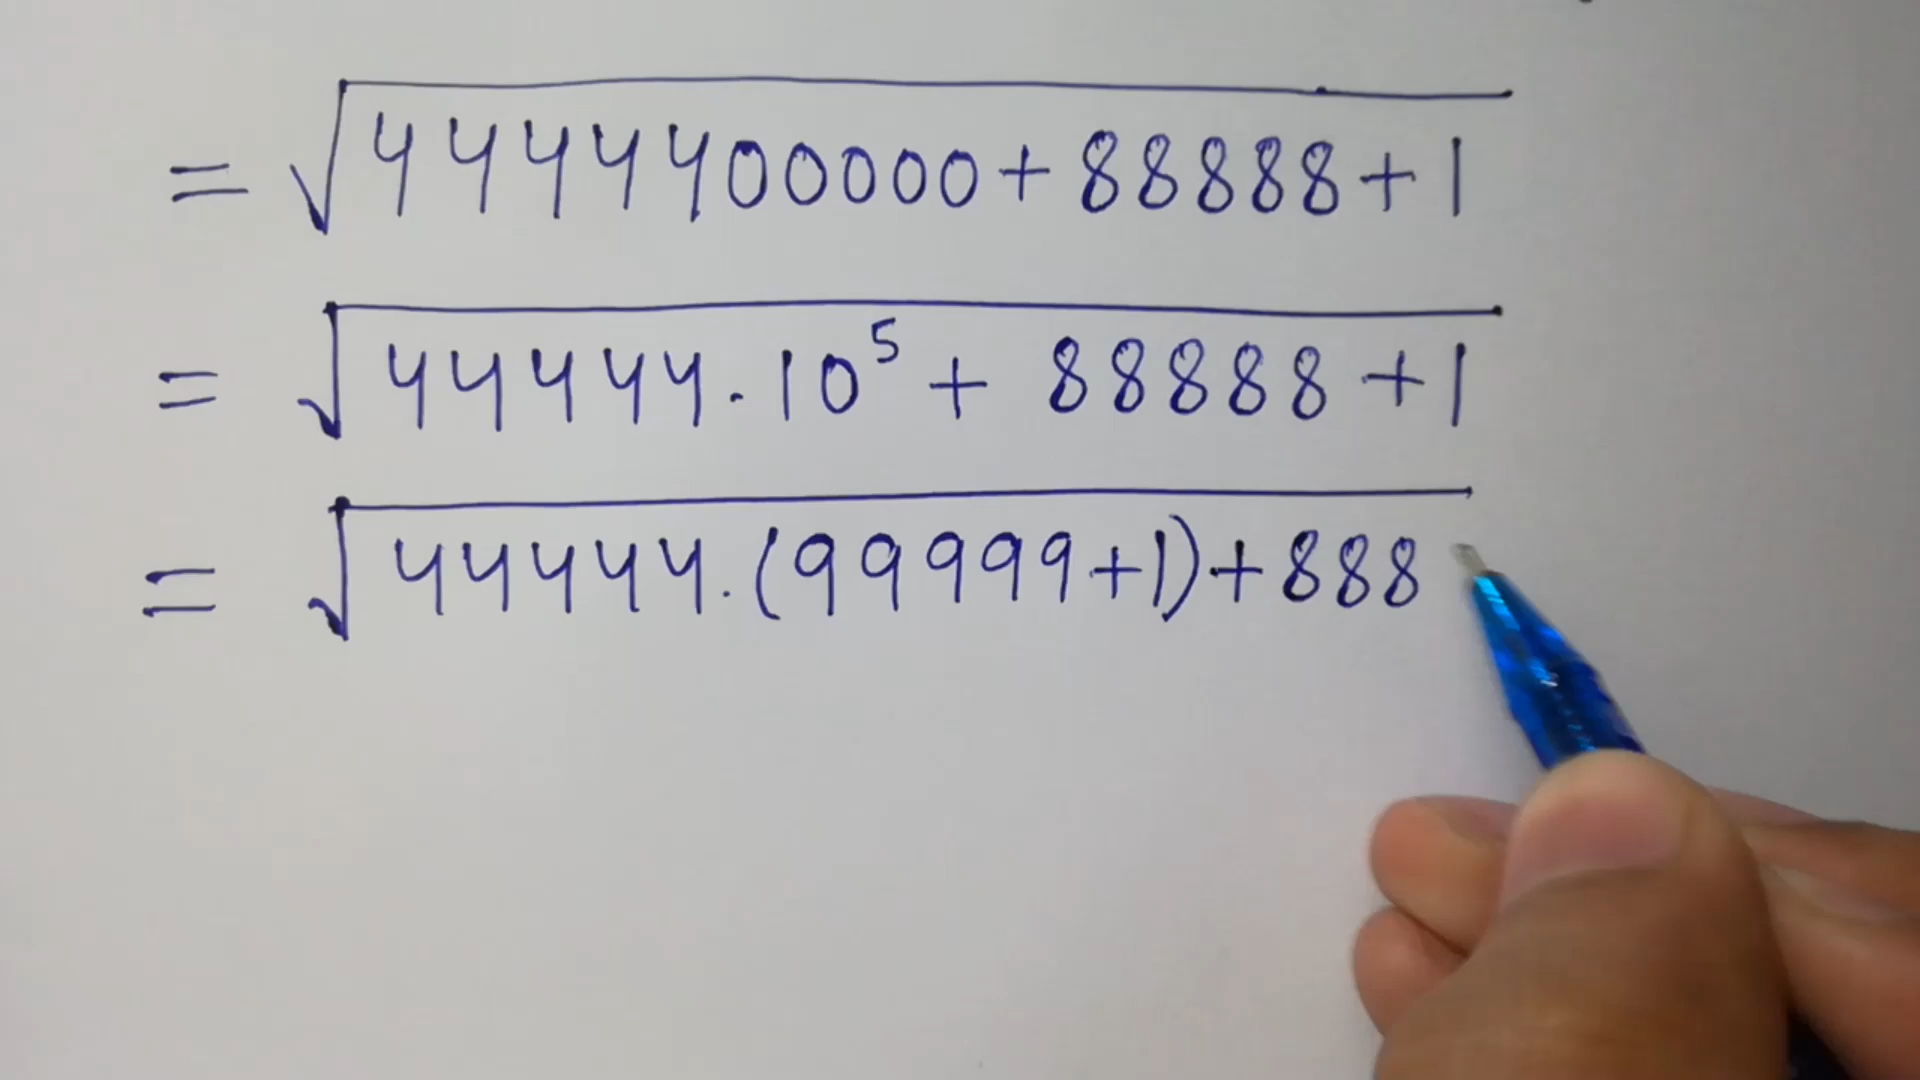 = √4444400000 + 88888 + 1
= √44444 . 10⁵ + 88888 + 1
= √44444 . (99999 + 1) + 888